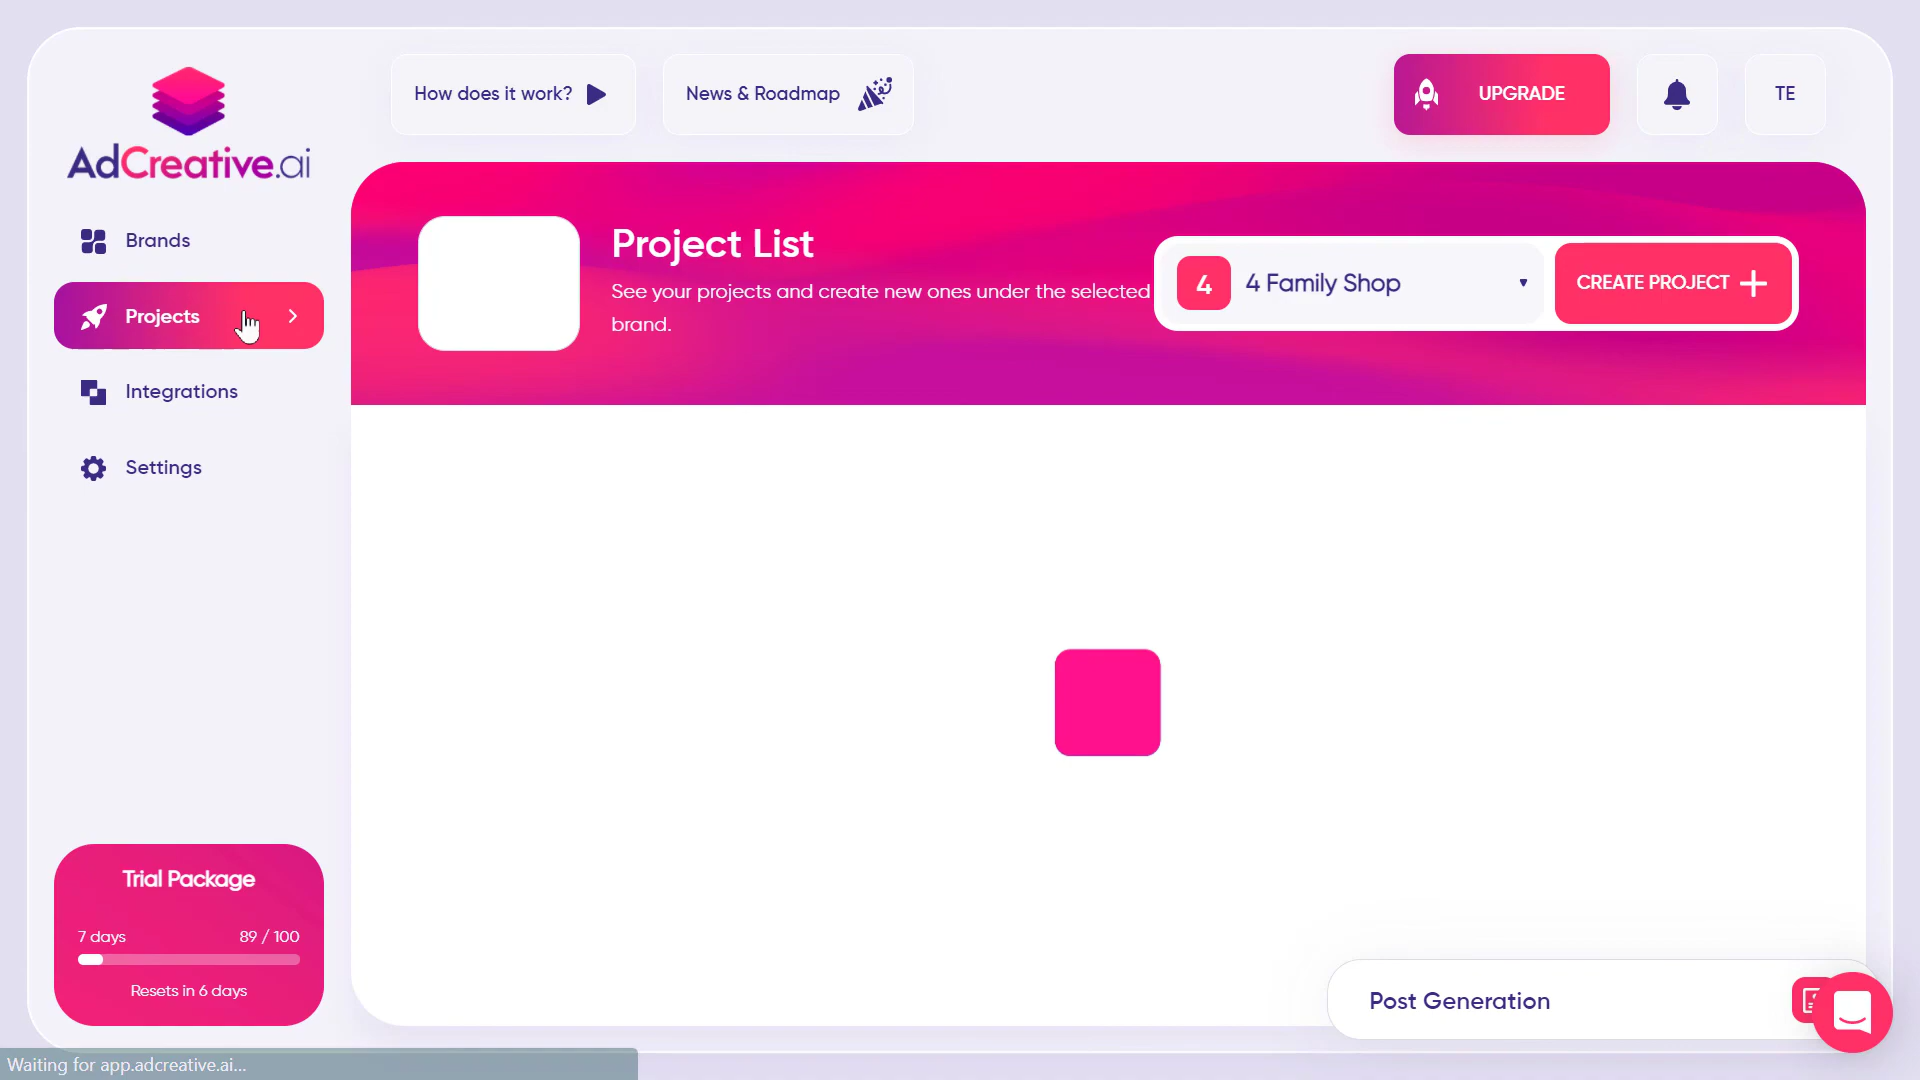 How does it work?
News & Roadmap
UPGRADE
TE
AdCreative.ai
Brands
Projects
Integrations
Settings
Project List
See your projects and create new ones under the selected
brand.
4
4 Family Shop
CREATE PROJECT
Trial Package
7 days
89 / 100
Resets in 6 days
Post Generation
Waiting for app.adcreative.ai...